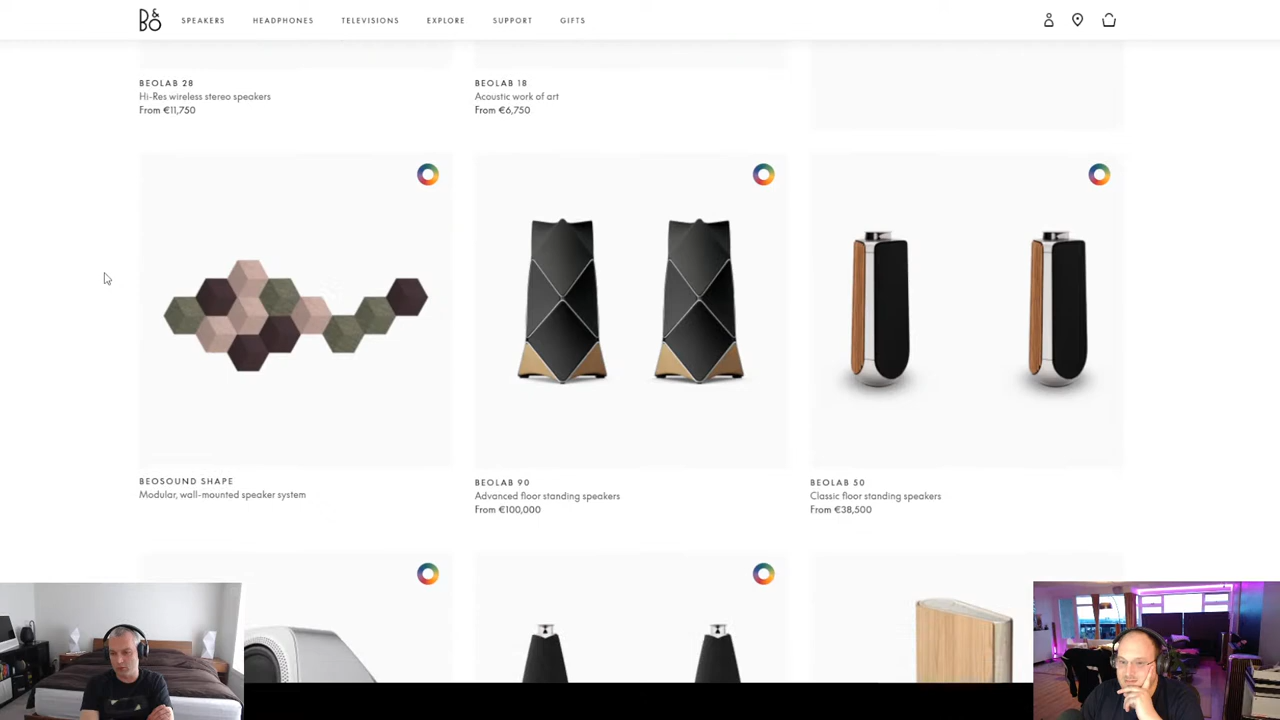 B&O SPEAKERS HEADPHONES TELEVISIONS EXPLORE SUPPORT GIFTS
BEOLAB 28
Hi-Res wireless stereo speakers
From €11,750
BEOLAB 18
Acoustic work of art
From €6,750
BEOSOUND SHAPE
Modular, wall-mounted speaker system
BEOLAB 90
Advanced floor standing speakers
From €100,000
BEOLAB 50
Classic floor standing speakers
From €38,500